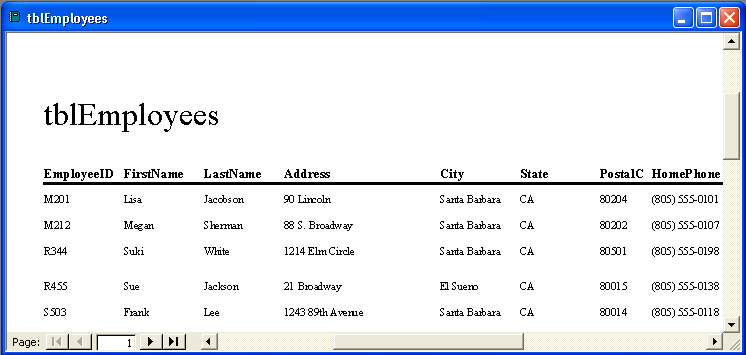 tblEmployees
tblEmployees
EmployeeID FirstName LastName Address City State PostalC HomePhone
M201 Lisa Jacobson 90 Lincoln Santa Barbara CA 80204 (805) 555-0101
M212 Megan Sherman 88 S. Broadway Santa Barbara CA 80202 (805) 555-0107
R344 Suki White 1214 Elm Circle Santa Barbara CA 80501 (805) 555-0198
R455 Sue Jackson 21 Broadway El Sueno CA 80015 (805) 555-0138
S503 Frank Lee 1243 89th Avenue Santa Barbara CA 80014 (805) 555-0118
Page: 1